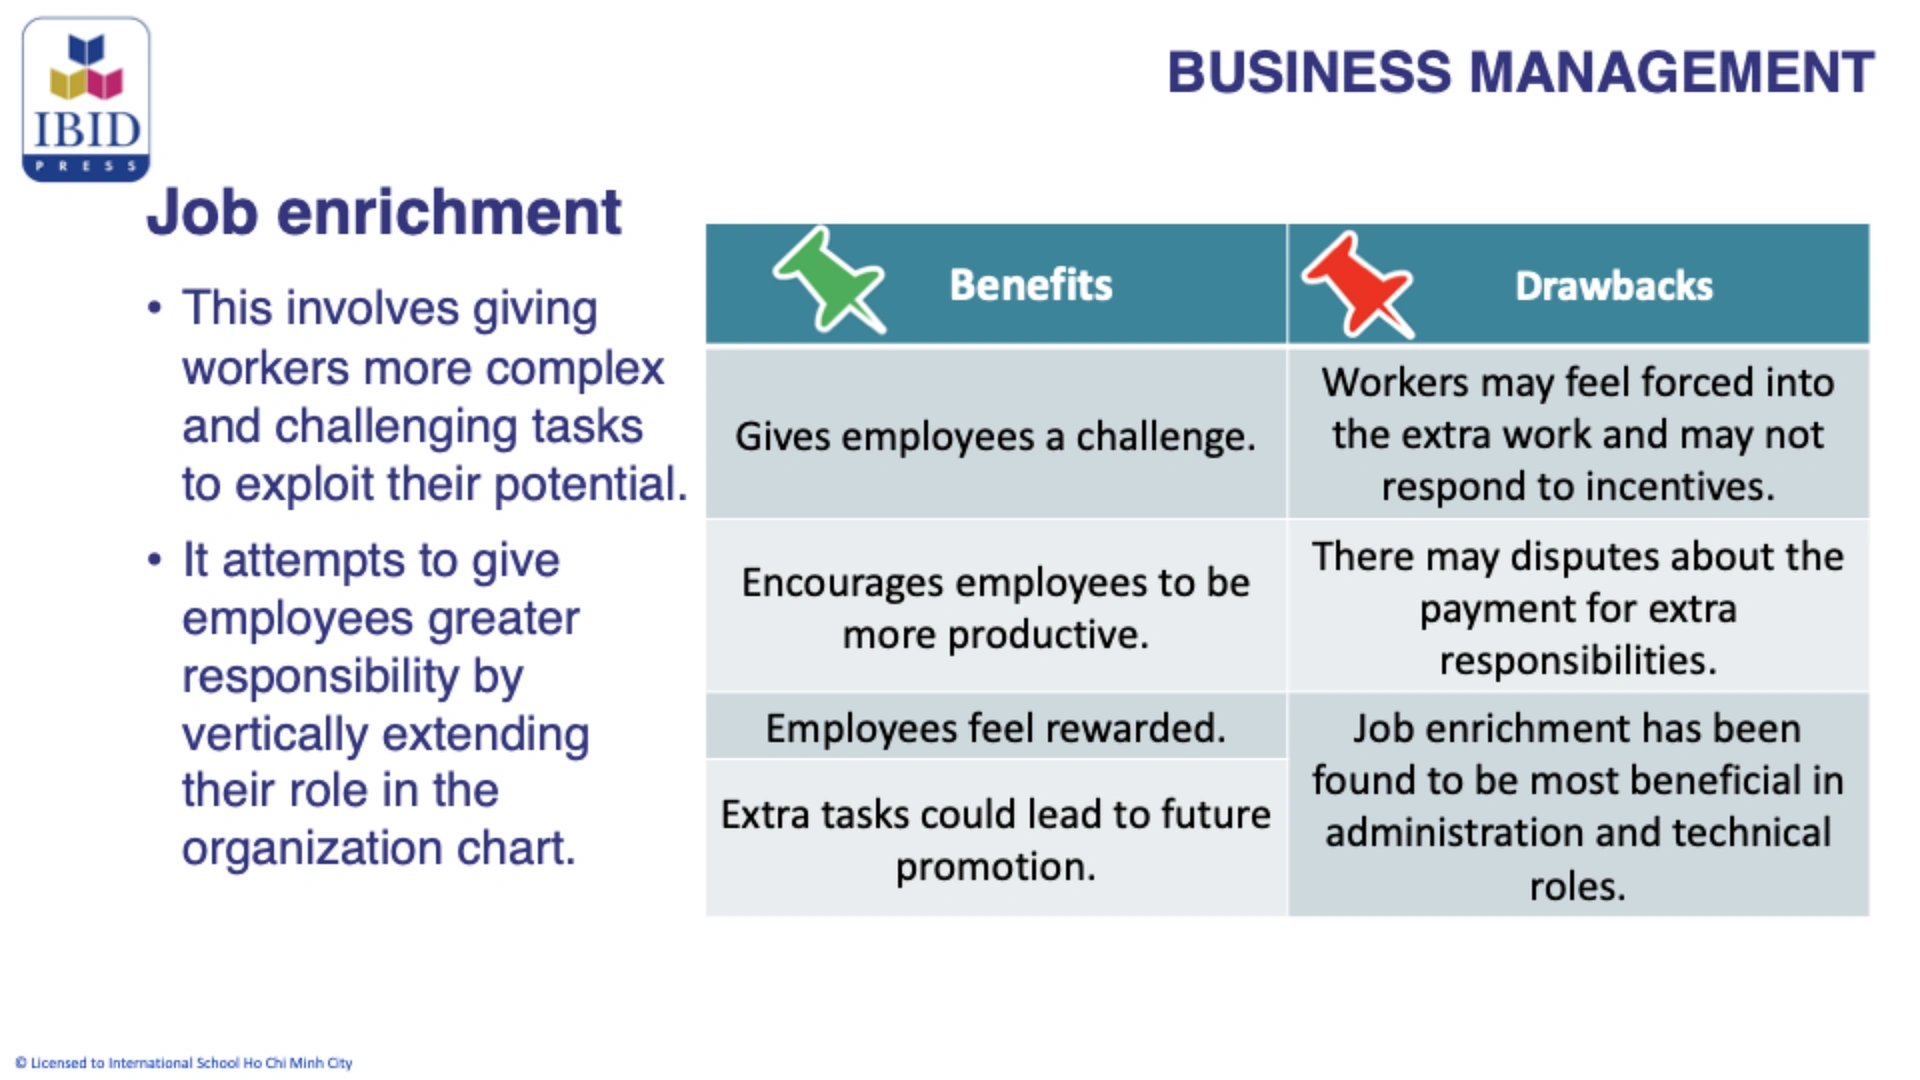 IBID
PRESS
BUSINESS MANAGEMENT
Job enrichment
• This involves giving
workers more complex
and challenging tasks
to exploit their potential.
• It attempts to give
employees greater
responsibility by
vertically extending
their role in the
organization chart.
Benefits
Drawbacks
Gives employees a challenge.
Workers may feel forced into
the extra work and may not
respond to incentives.
Encourages employees to be
more productive.
There may disputes about the
payment for extra
responsibilities.
Employees feel rewarded.
Extra tasks could lead to future
promotion.
Job enrichment has been
found to be most beneficial in
administration and technical
roles.
© Licensed to International School Ho Chi Minh City